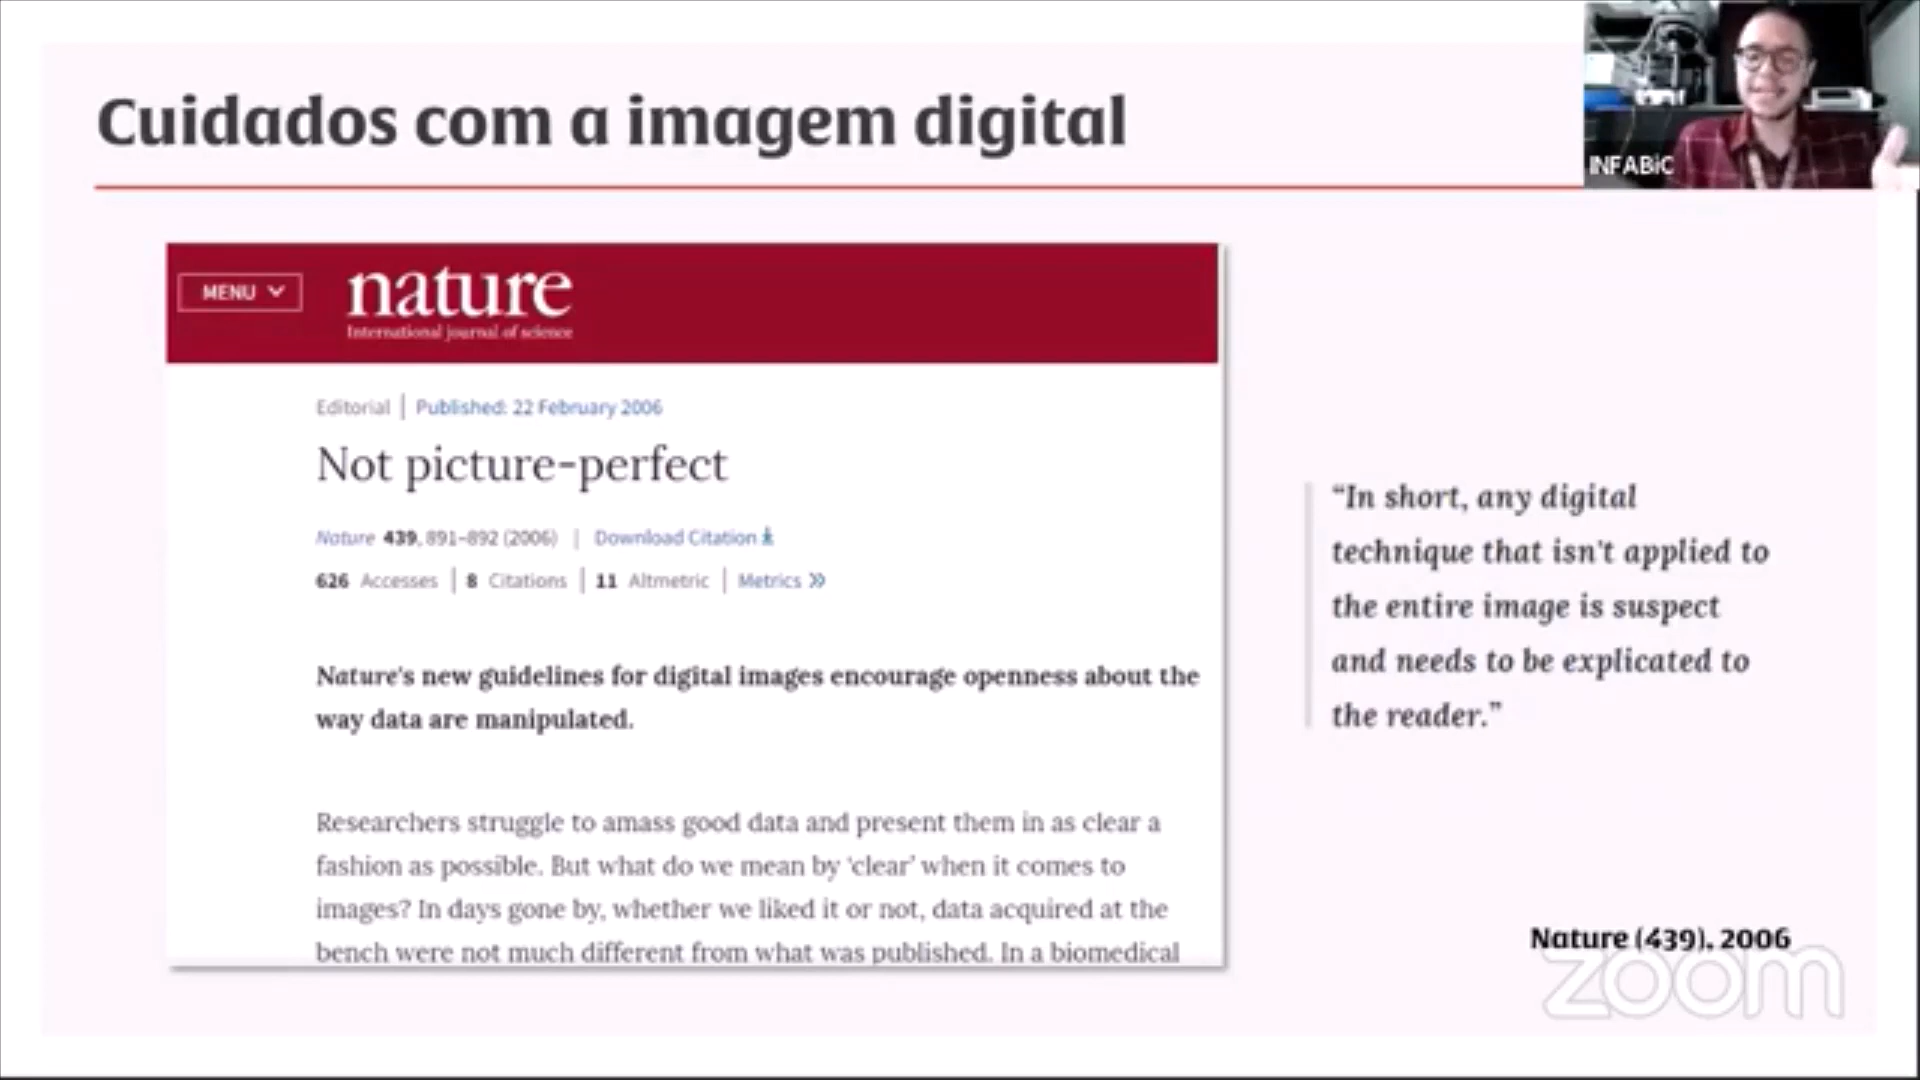 Cuidados com a imagem digital
INFABiC
MENU
nature
International journal of science
Editorial | Published: 22 February 2006
Not picture-perfect
Nature 439, 891–892 (2006) | Download Citation
626 Accesses | 8 Citations | 11 Altmetric | Metrics »
Nature's new guidelines for digital images encourage openness about the
way data are manipulated.
Researchers struggle to amass good data and present them in as clear a
fashion as possible. But what do we mean by ‘clear’ when it comes to
images? In days gone by, whether we liked it or not, data acquired at the
bench were not much different from what was published. In a biomedical
“In short, any digital
technique that isn't applied to
the entire image is suspect
and needs to be explicated to
the reader.”
Nature (439), 2006
zoom